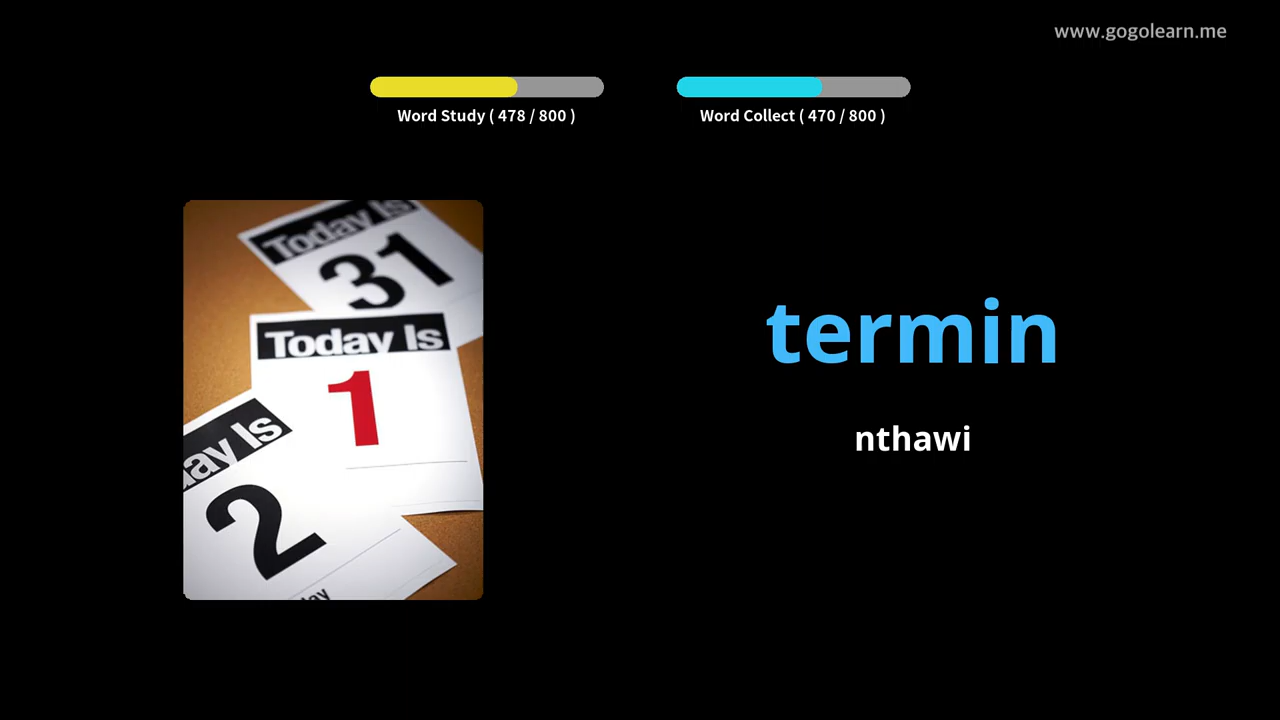 www.gogolearn.me
Word Study ( 478 / 800 )
Word Collect ( 470 / 800 )
Today Is
31
Today Is
1
ay Is
2
ay
termin
nthawi